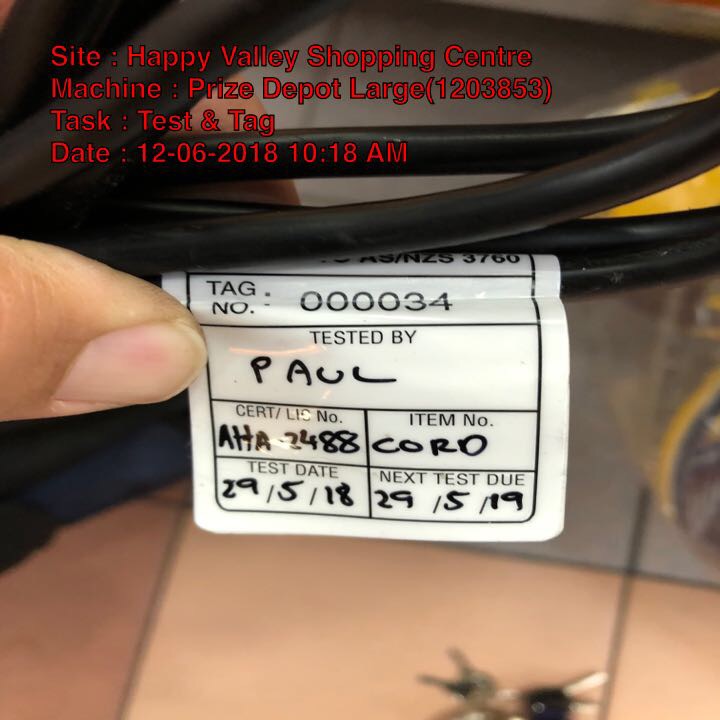 Site : Happy Valley Shopping Centre
Machine : Prize Depot Large(1203853)
Task : Test & Tag
Date : 12-06-2018 10:18 AM
AS/NZS 3760
TAG NO. : 000034
TESTED BY
PAUL
CERT/ LIC No. ITEM No.
AHA-2488 CORD
TEST DATE NEXT TEST DUE
29/5/18 29/5/19